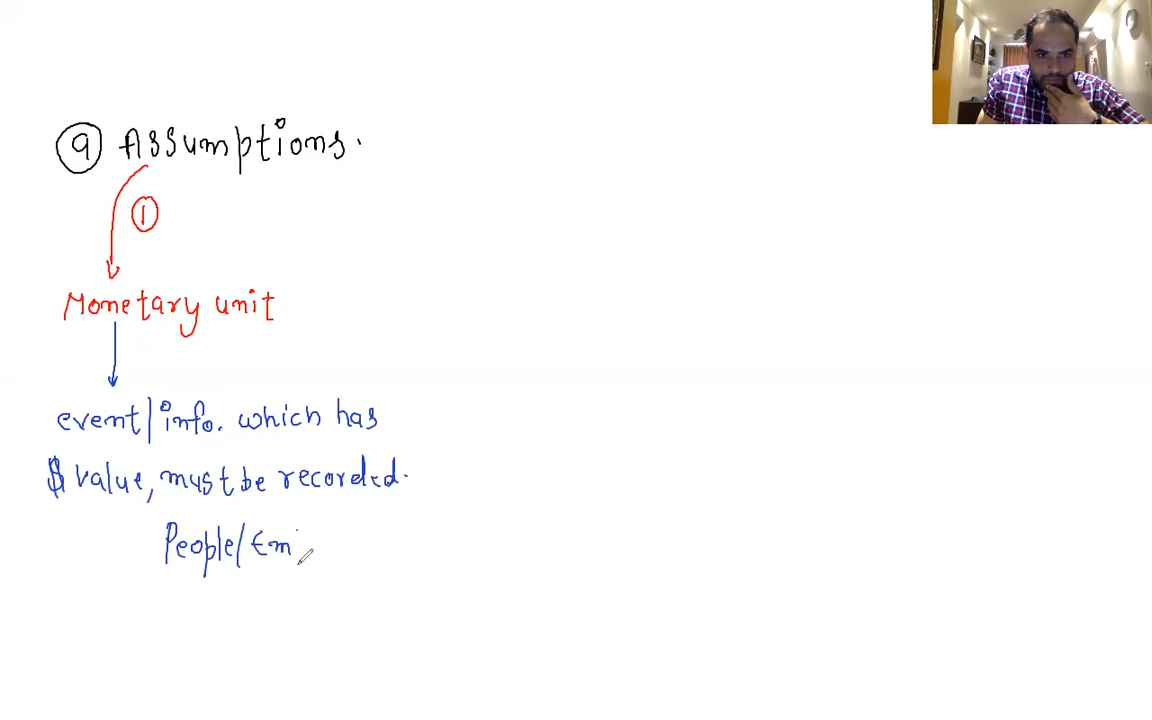 9 Assumptions.
1
Monetary unit
event/info. which has
$ value, must be recorded.
People/Em